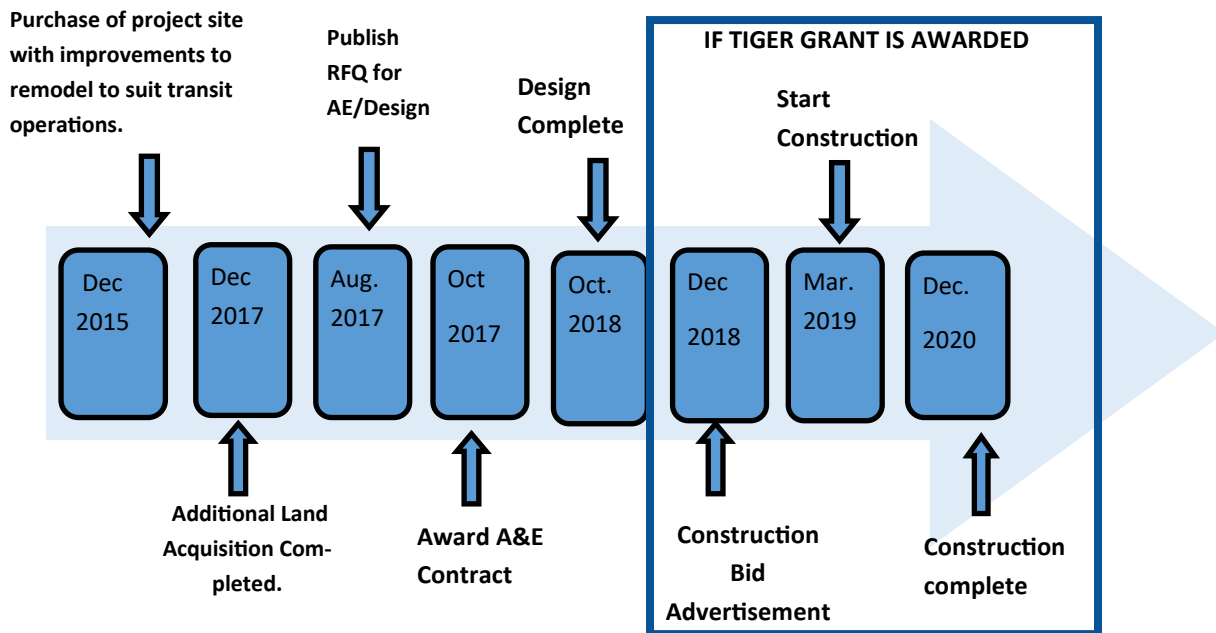 Purchase of project site
with improvements to
remodel to suit transit
operations.
Publish
RFQ for
AE/Design
Design
Complete
IF TIGER GRANT IS AWARDED
Start
Construction
Dec
2015
Dec
2017
Aug.
2017
Oct
2017
Oct.
2018
Dec
2018
Mar.
2019
Dec.
2020
Additional Land
Acquisition Com-
pleted.
Award A&E
Contract
Construction
Bid
Advertisement
Construction
complete